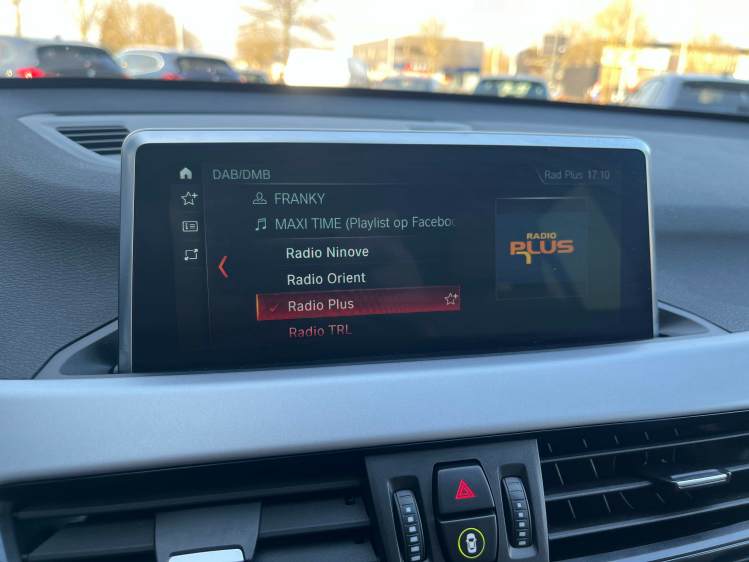 DAB/DMB
Rad Plus 17:10
FRANKY
MAXI TIME (Playlist op Facebo
Radio Ninove
Radio Orient
Radio Plus
Radio TRL
RADIO
PLUS